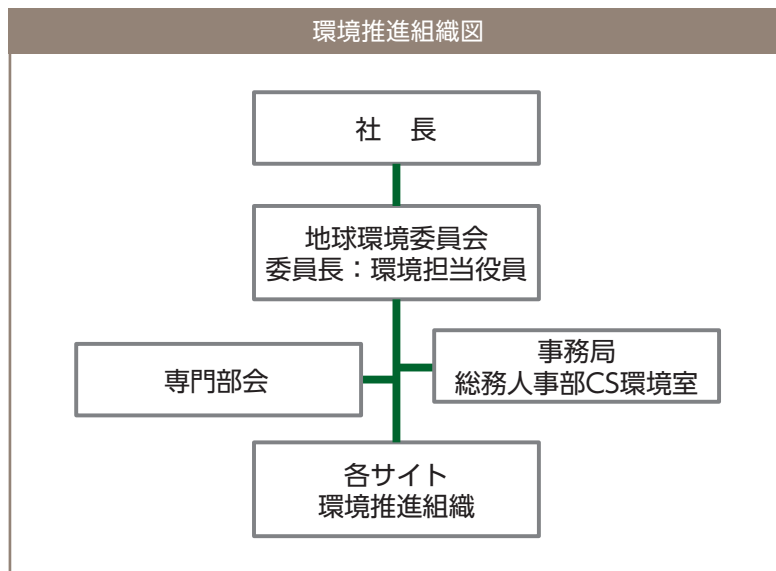 環境推進組織図
社　長
地球環境委員会
委員長：環境担当役員
事務局
総務人事部CS環境室
専門部会
各サイト
環境推進組織